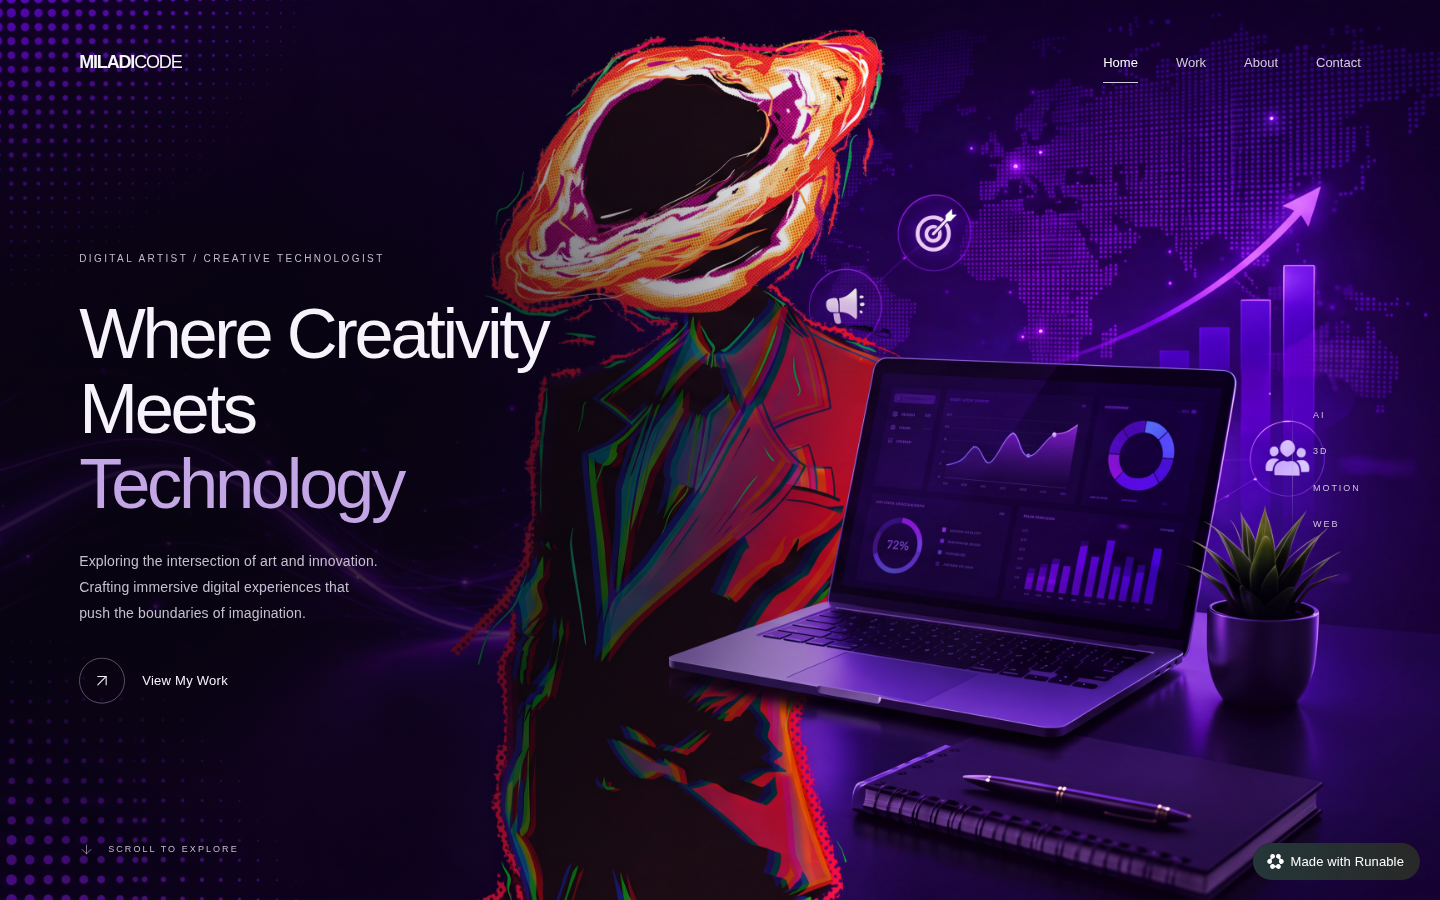 MILADICODE
Home Work About Contact
DIGITAL ARTIST / CREATIVE TECHNOLOGIST
Where Creativity
Meets
Technology
Exploring the intersection of art and innovation.
Crafting immersive digital experiences that
push the boundaries of imagination.
View My Work
SCROLL TO EXPLORE
72%
AI
3D
MOTION
WEB
Made with Runable